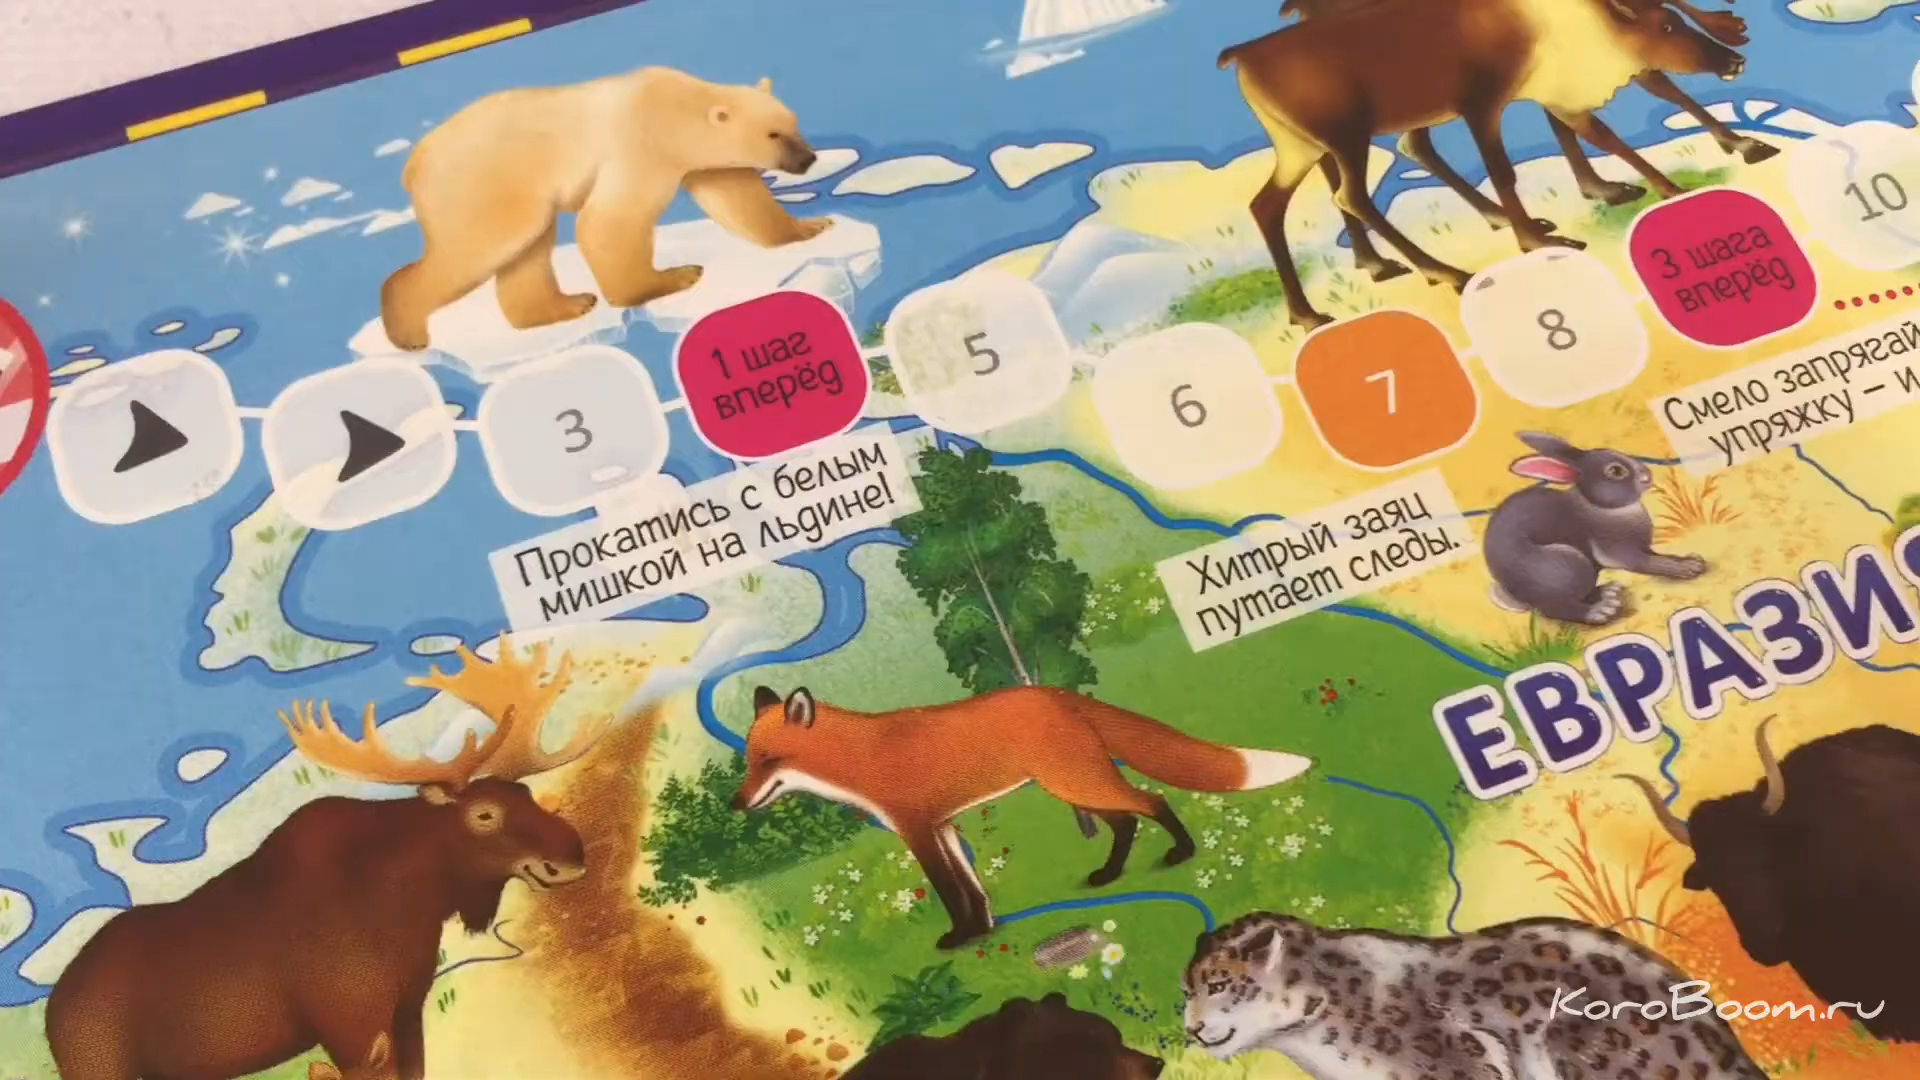 3
1 шаг
вперёд
5
6
7
8
3 шага
вперёд
10
Прокатись с белым
мишкой на льдине!
Хитрый заяц
путает следы.
Смело запрягай
упряжку – и
ЕВРАЗИЯ
KoroBoom.ru